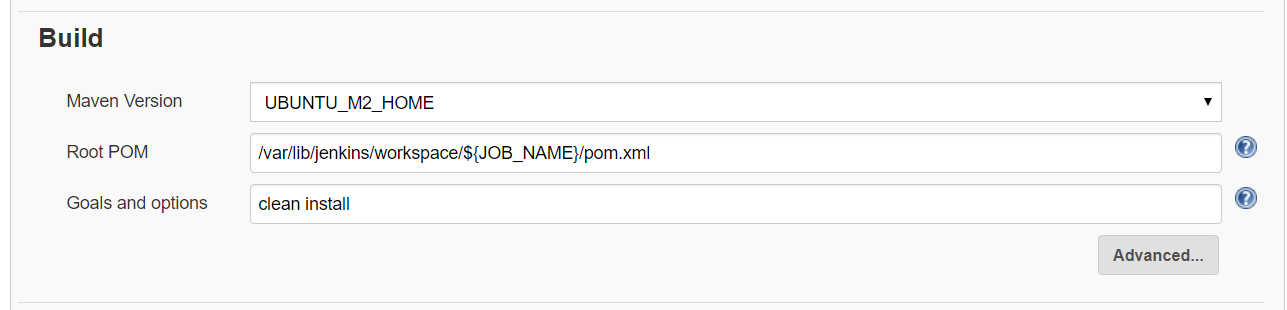 Build
Maven Version UBUNTU_M2_HOME
Root POM /var/lib/jenkins/workspace/${JOB_NAME}/pom.xml ?
Goals and options clean install ?
Advanced...